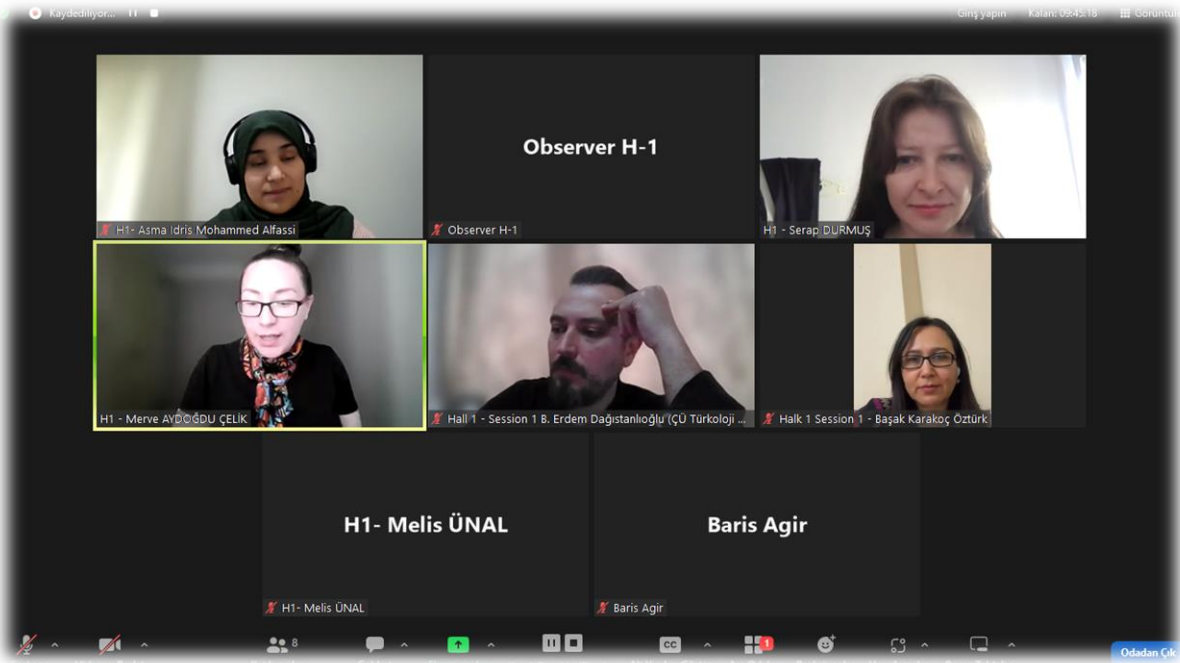 Kaydediliyor...
Giriş yapın
Kalan: 09:45:18
Görüntü
H1- Asma Idris Mohammed Alfassi
Observer H-1
Observer H-1
H1 - Serap DURMUŞ
H1 - Merve AYDOĞDU ÇELİK
Hall 1 - Session 1 B. Erdem Dağıstanlıoğlu (ÇÜ Türkoloji ...
Halk 1 Session 1 - Başak Karakoç Öztürk
H1- Melis ÜNAL
Baris Agir
H1- Melis ÜNAL
Baris Agir
8
CC
1
Odadan Çık